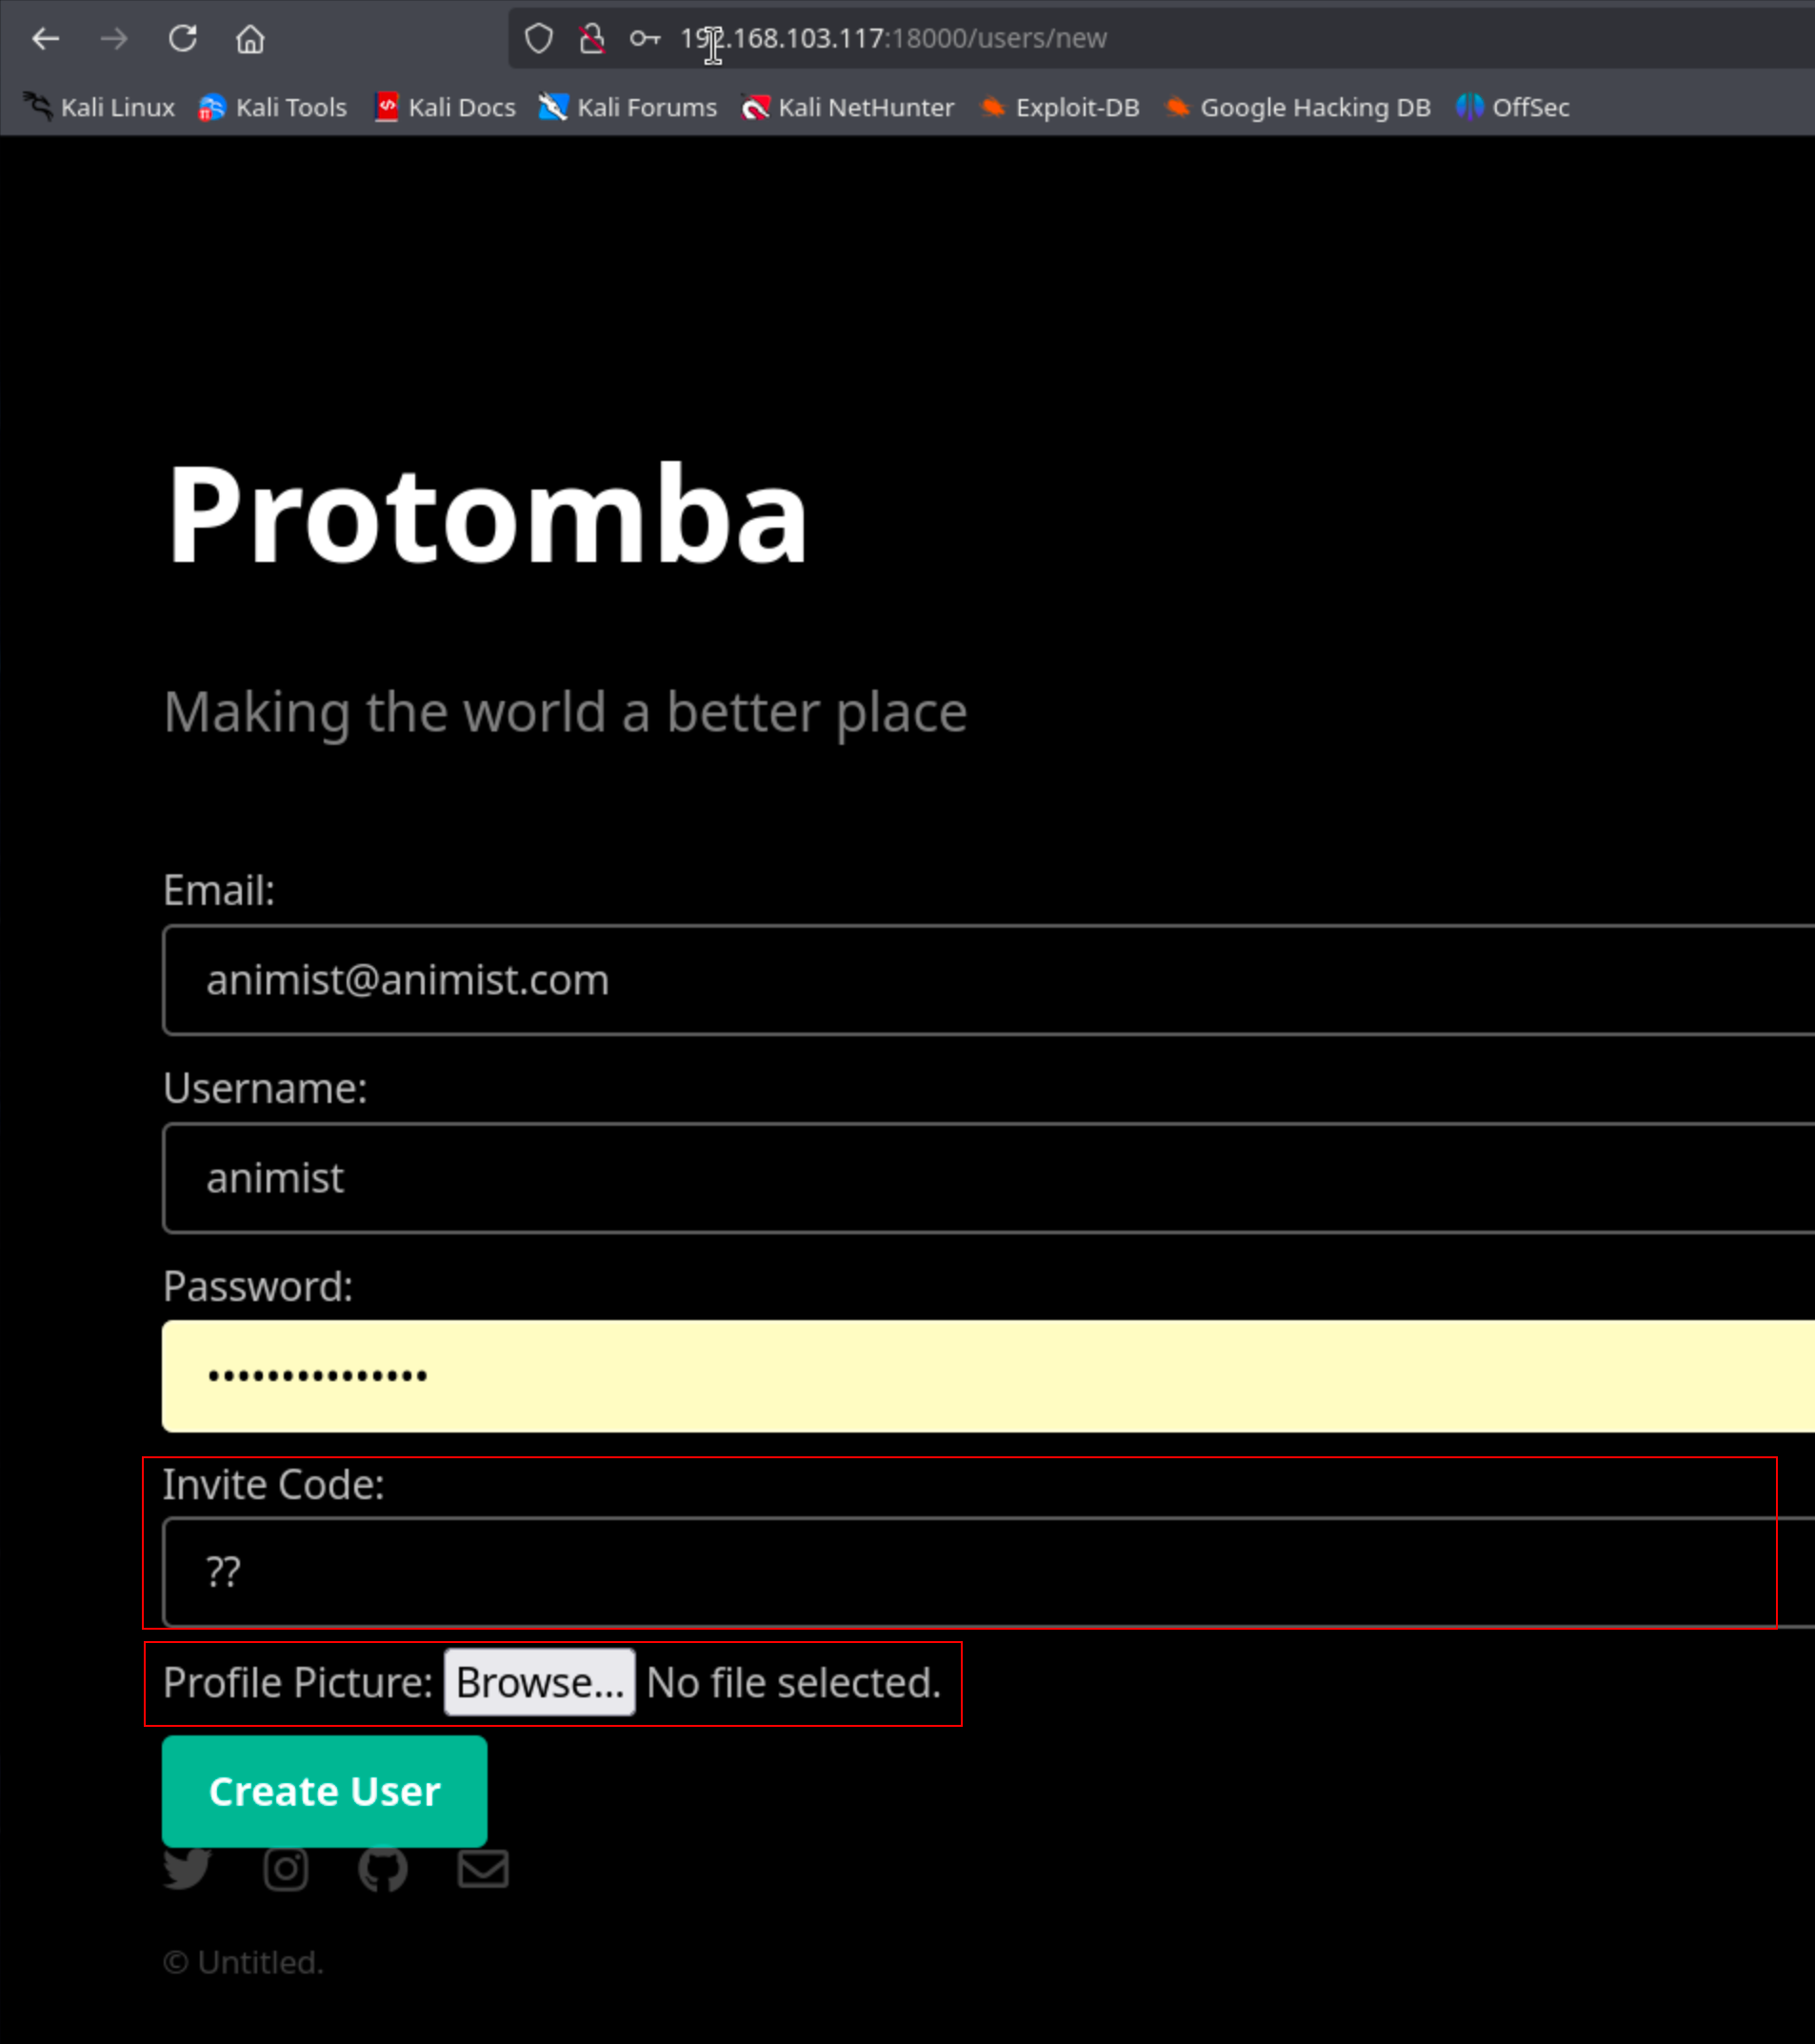 192.168.103.117:18000/users/new
Kali Linux Kali Tools Kali Docs Kali Forums Kali NetHunter Exploit-DB Google Hacking DB OffSec
Protomba
Making the world a better place
Email:
animist@animist.com
Username:
animist
Password:
•••••••••••••••
Invite Code:
??
Profile Picture: Browse... No file selected.
Create User
© Untitled.